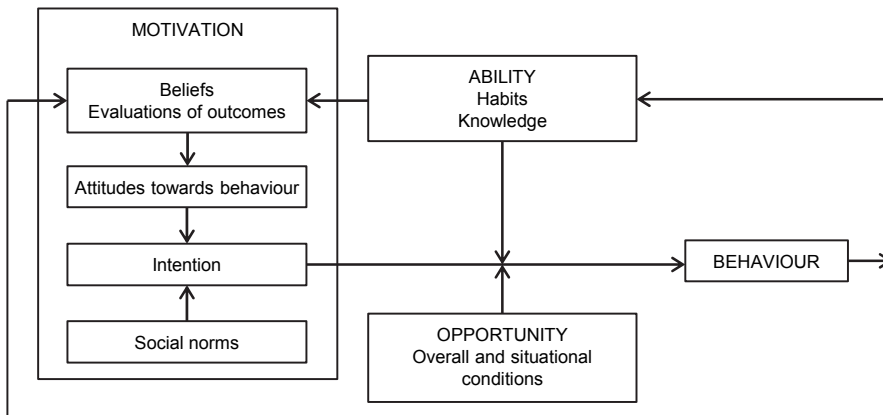 MOTIVATION
Beliefs
Evaluations of outcomes
Attitudes towards behaviour
Intention
Social norms
ABILITY
Habits
Knowledge
OPPORTUNITY
Overall and situational
conditions
BEHAVIOUR